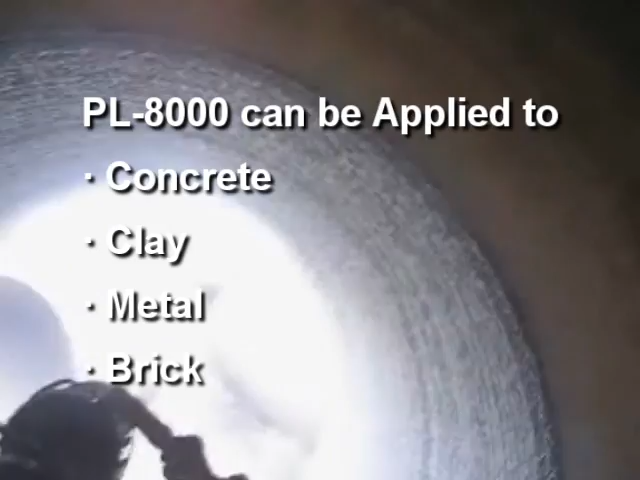 PL-8000 can be Applied to
· Concrete
· Clay
· Metal
· Brick